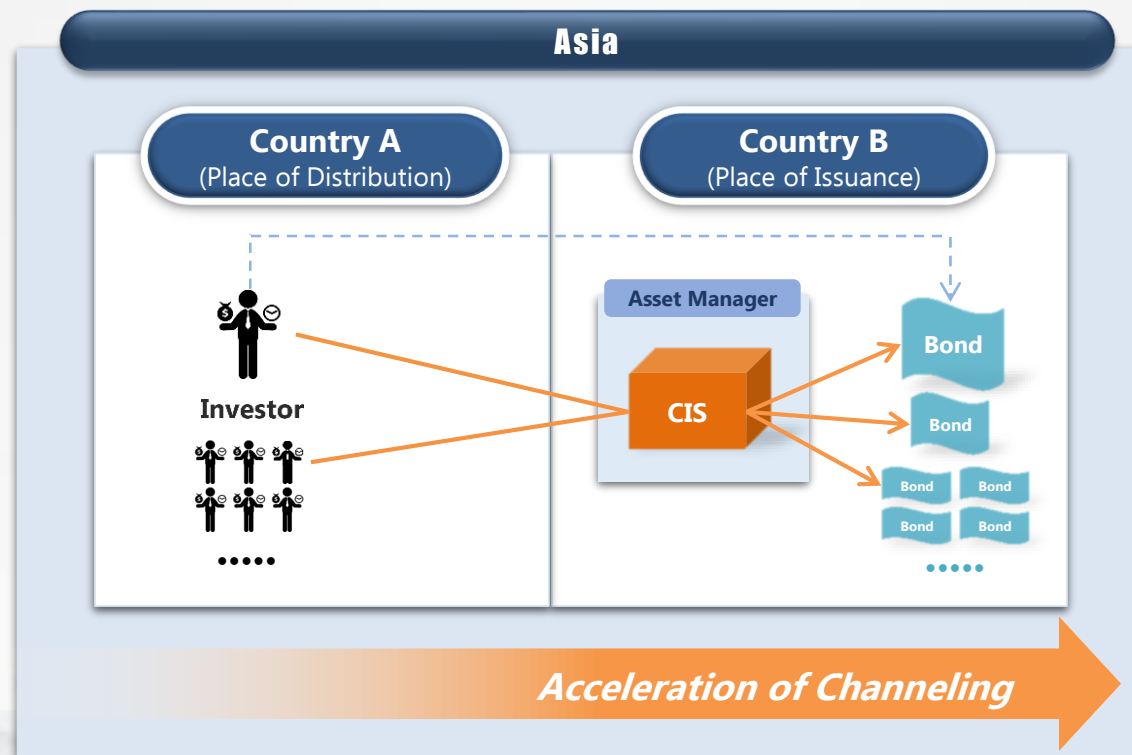 Asia
Country A
(Place of Distribution)
Country B
(Place of Issuance)
Asset Manager
$
Bond
CIS
Investor
Bond
Bond
Bond
Bond
Bond
Acceleration of Channeling